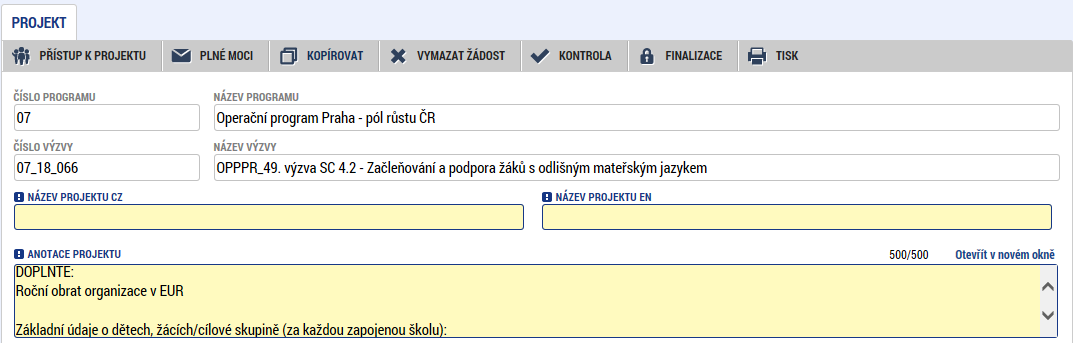 PROJEKT
PŘÍSTUP K PROJEKTU PLNÉ MOCI KOPÍROVAT VYMAZAT ŽÁDOST KONTROLA FINALIZACE TISK
ČÍSLO PROGRAMU NÁZEV PROGRAMU
07 Operační program Praha - pól růstu ČR
ČÍSLO VÝZVY NÁZEV VÝZVY
07_18_066 OPPPR_49. výzva SC 4.2 - Začleňování a podpora žáků s odlišným mateřským jazykem
NÁZEV PROJEKTU CZ NÁZEV PROJEKTU EN
ANOTACE PROJEKTU 500/500 Otevřít v novém okně
DOPLNTE:
Roční obrat organizace v EUR
Základní údaje o dětech, žácích/cílové skupině (za každou zapojenou školu):